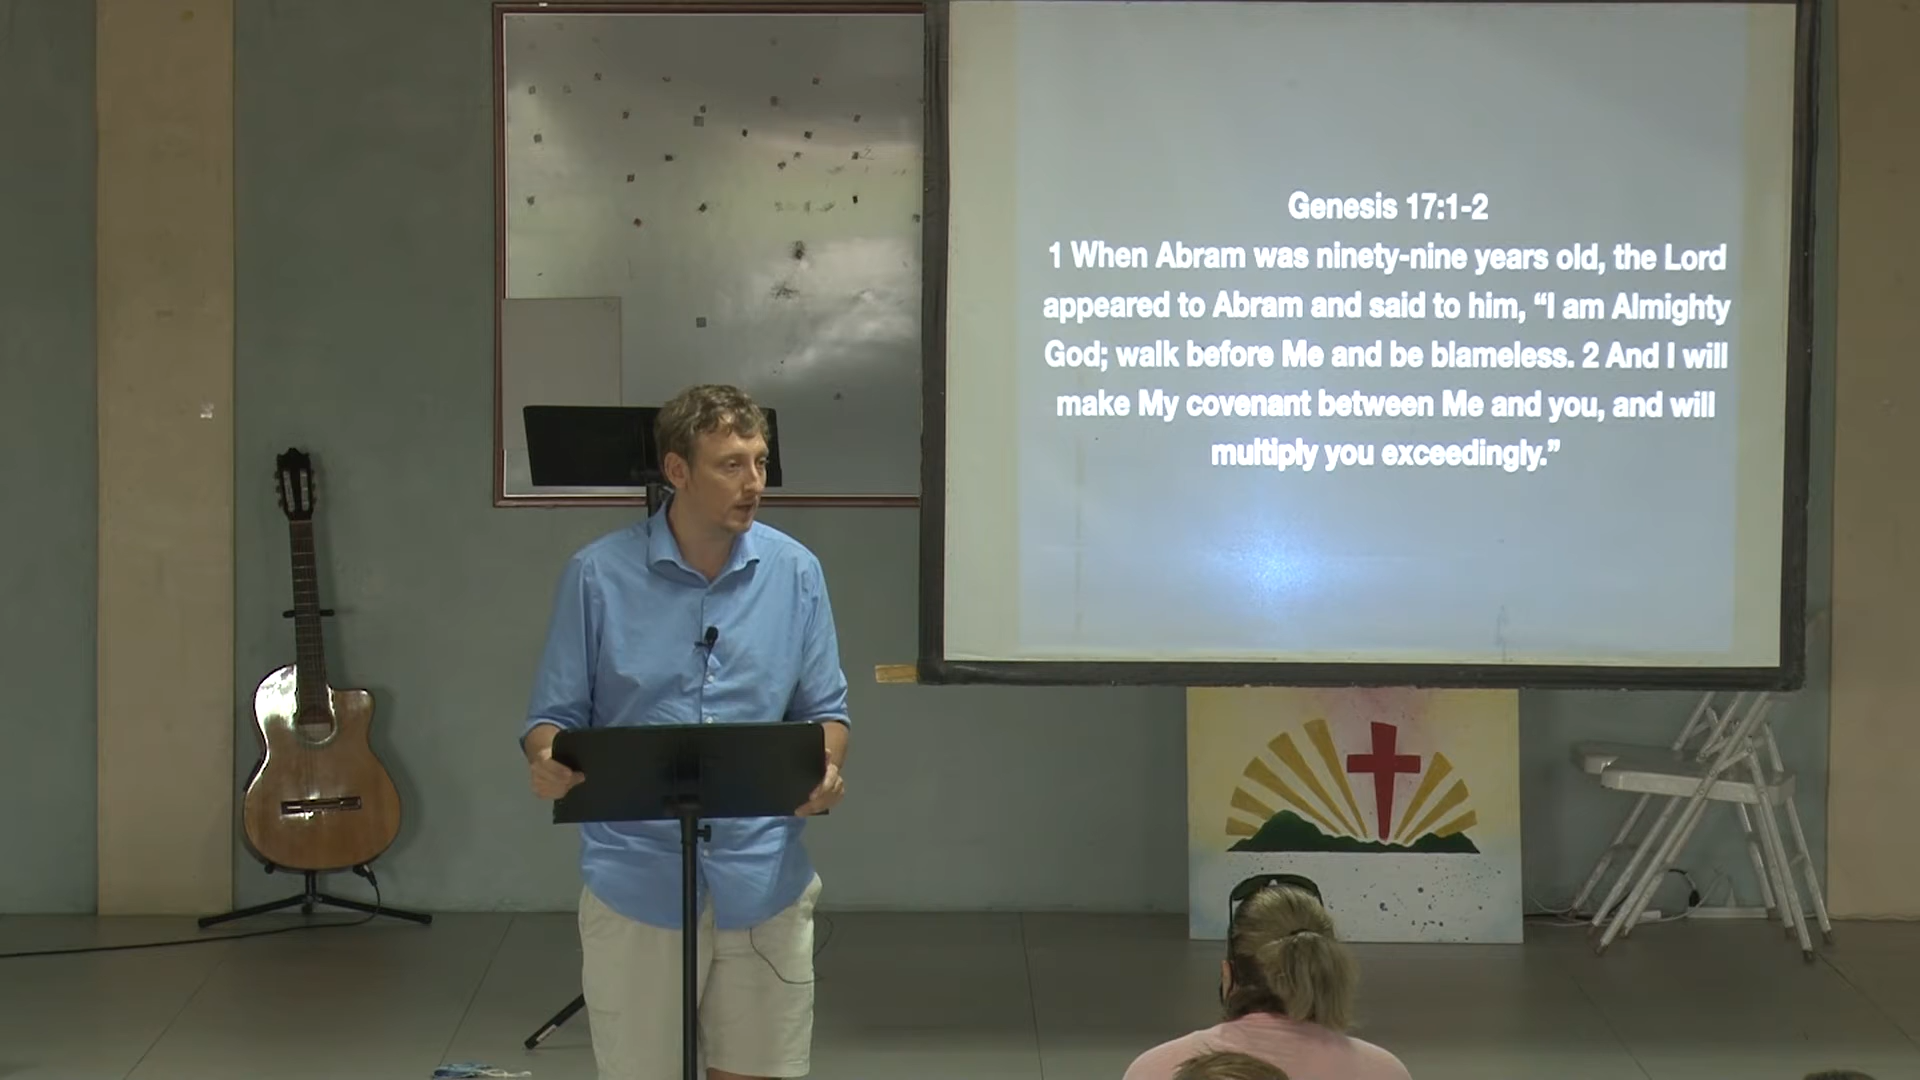 Genesis 17:1-2
1 When Abram was ninety-nine years old, the Lord
appeared to Abram and said to him, “I am Almighty
God; walk before Me and be blameless. 2 And I will
make My covenant between Me and you, and will
multiply you exceedingly.”